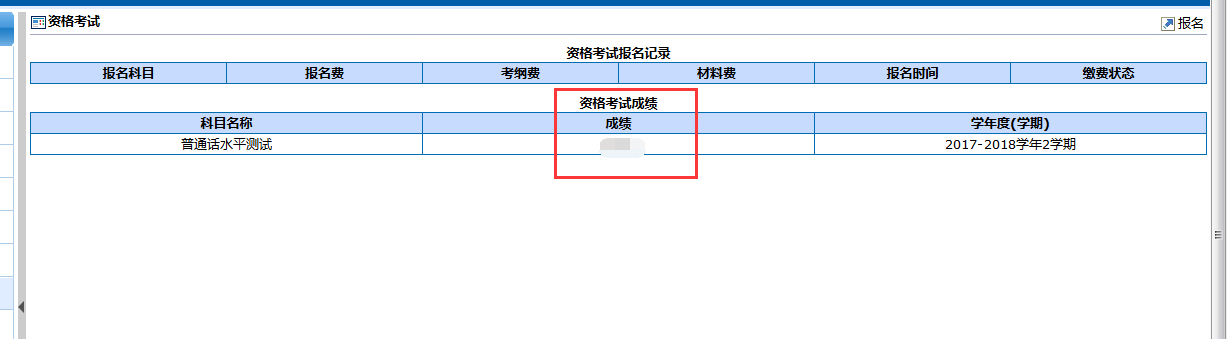 资格考试
报名
资格考试报名记录
报名科目 报名费 考纲费 材料费 报名时间 缴费状态
资格考试成绩
科目名称 成绩 学年度(学期)
普通话水平测试 2017-2018学年2学期